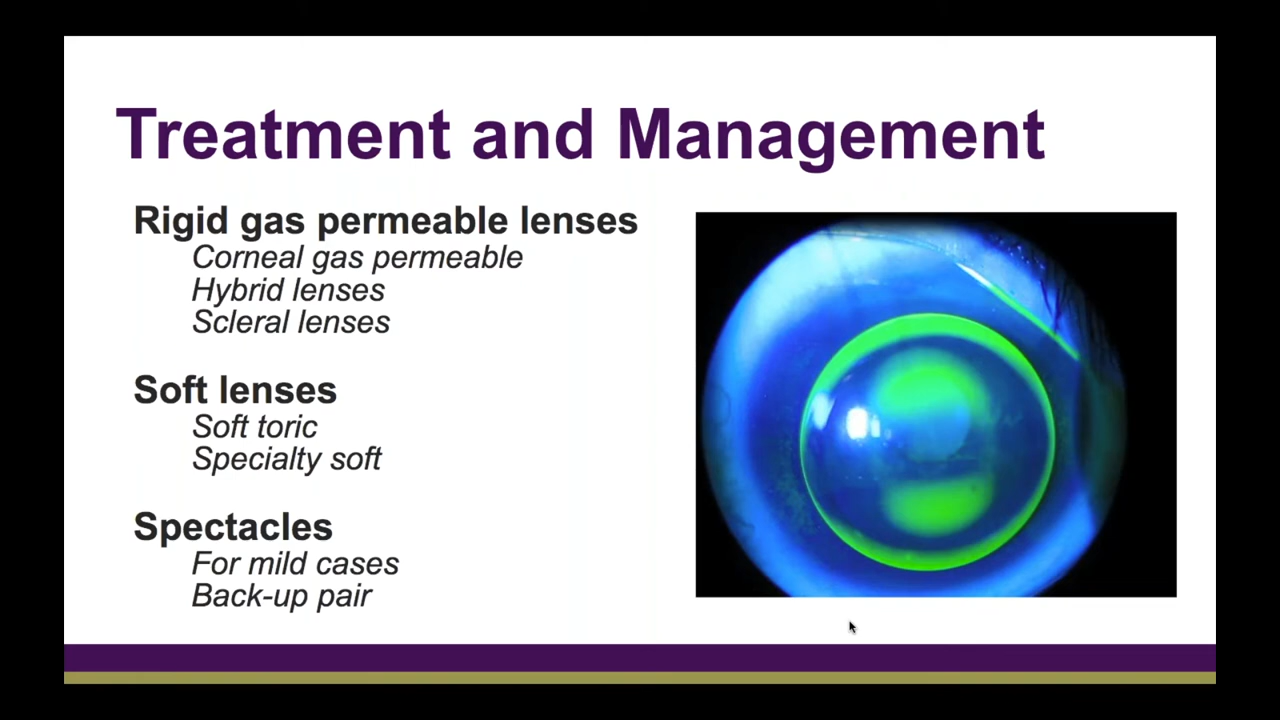 Treatment and Management
Rigid gas permeable lenses
Corneal gas permeable
Hybrid lenses
Scleral lenses
Soft lenses
Soft toric
Specialty soft
Spectacles
For mild cases
Back-up pair